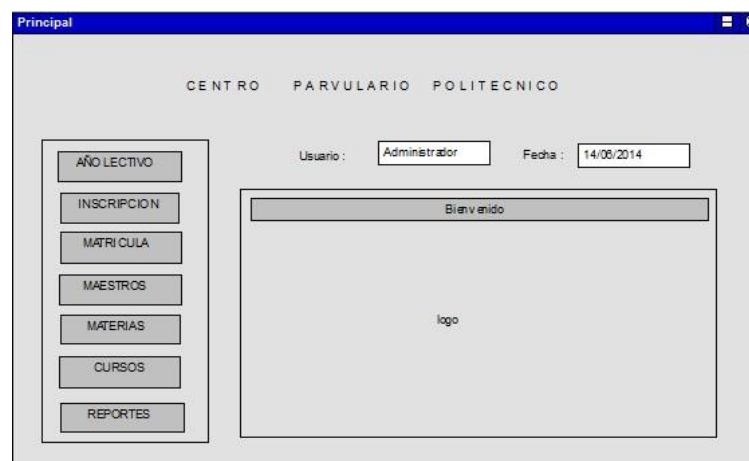 Principal
CENTRO PARVULARIO POLITECNICO
Usuario : Administrador Fecha : 14/06/2014
AÑO LECTIVO
INSCRIPCION
MATRICULA
MAESTROS
MATERIAS
CURSOS
REPORTES
Bienvenido
logo